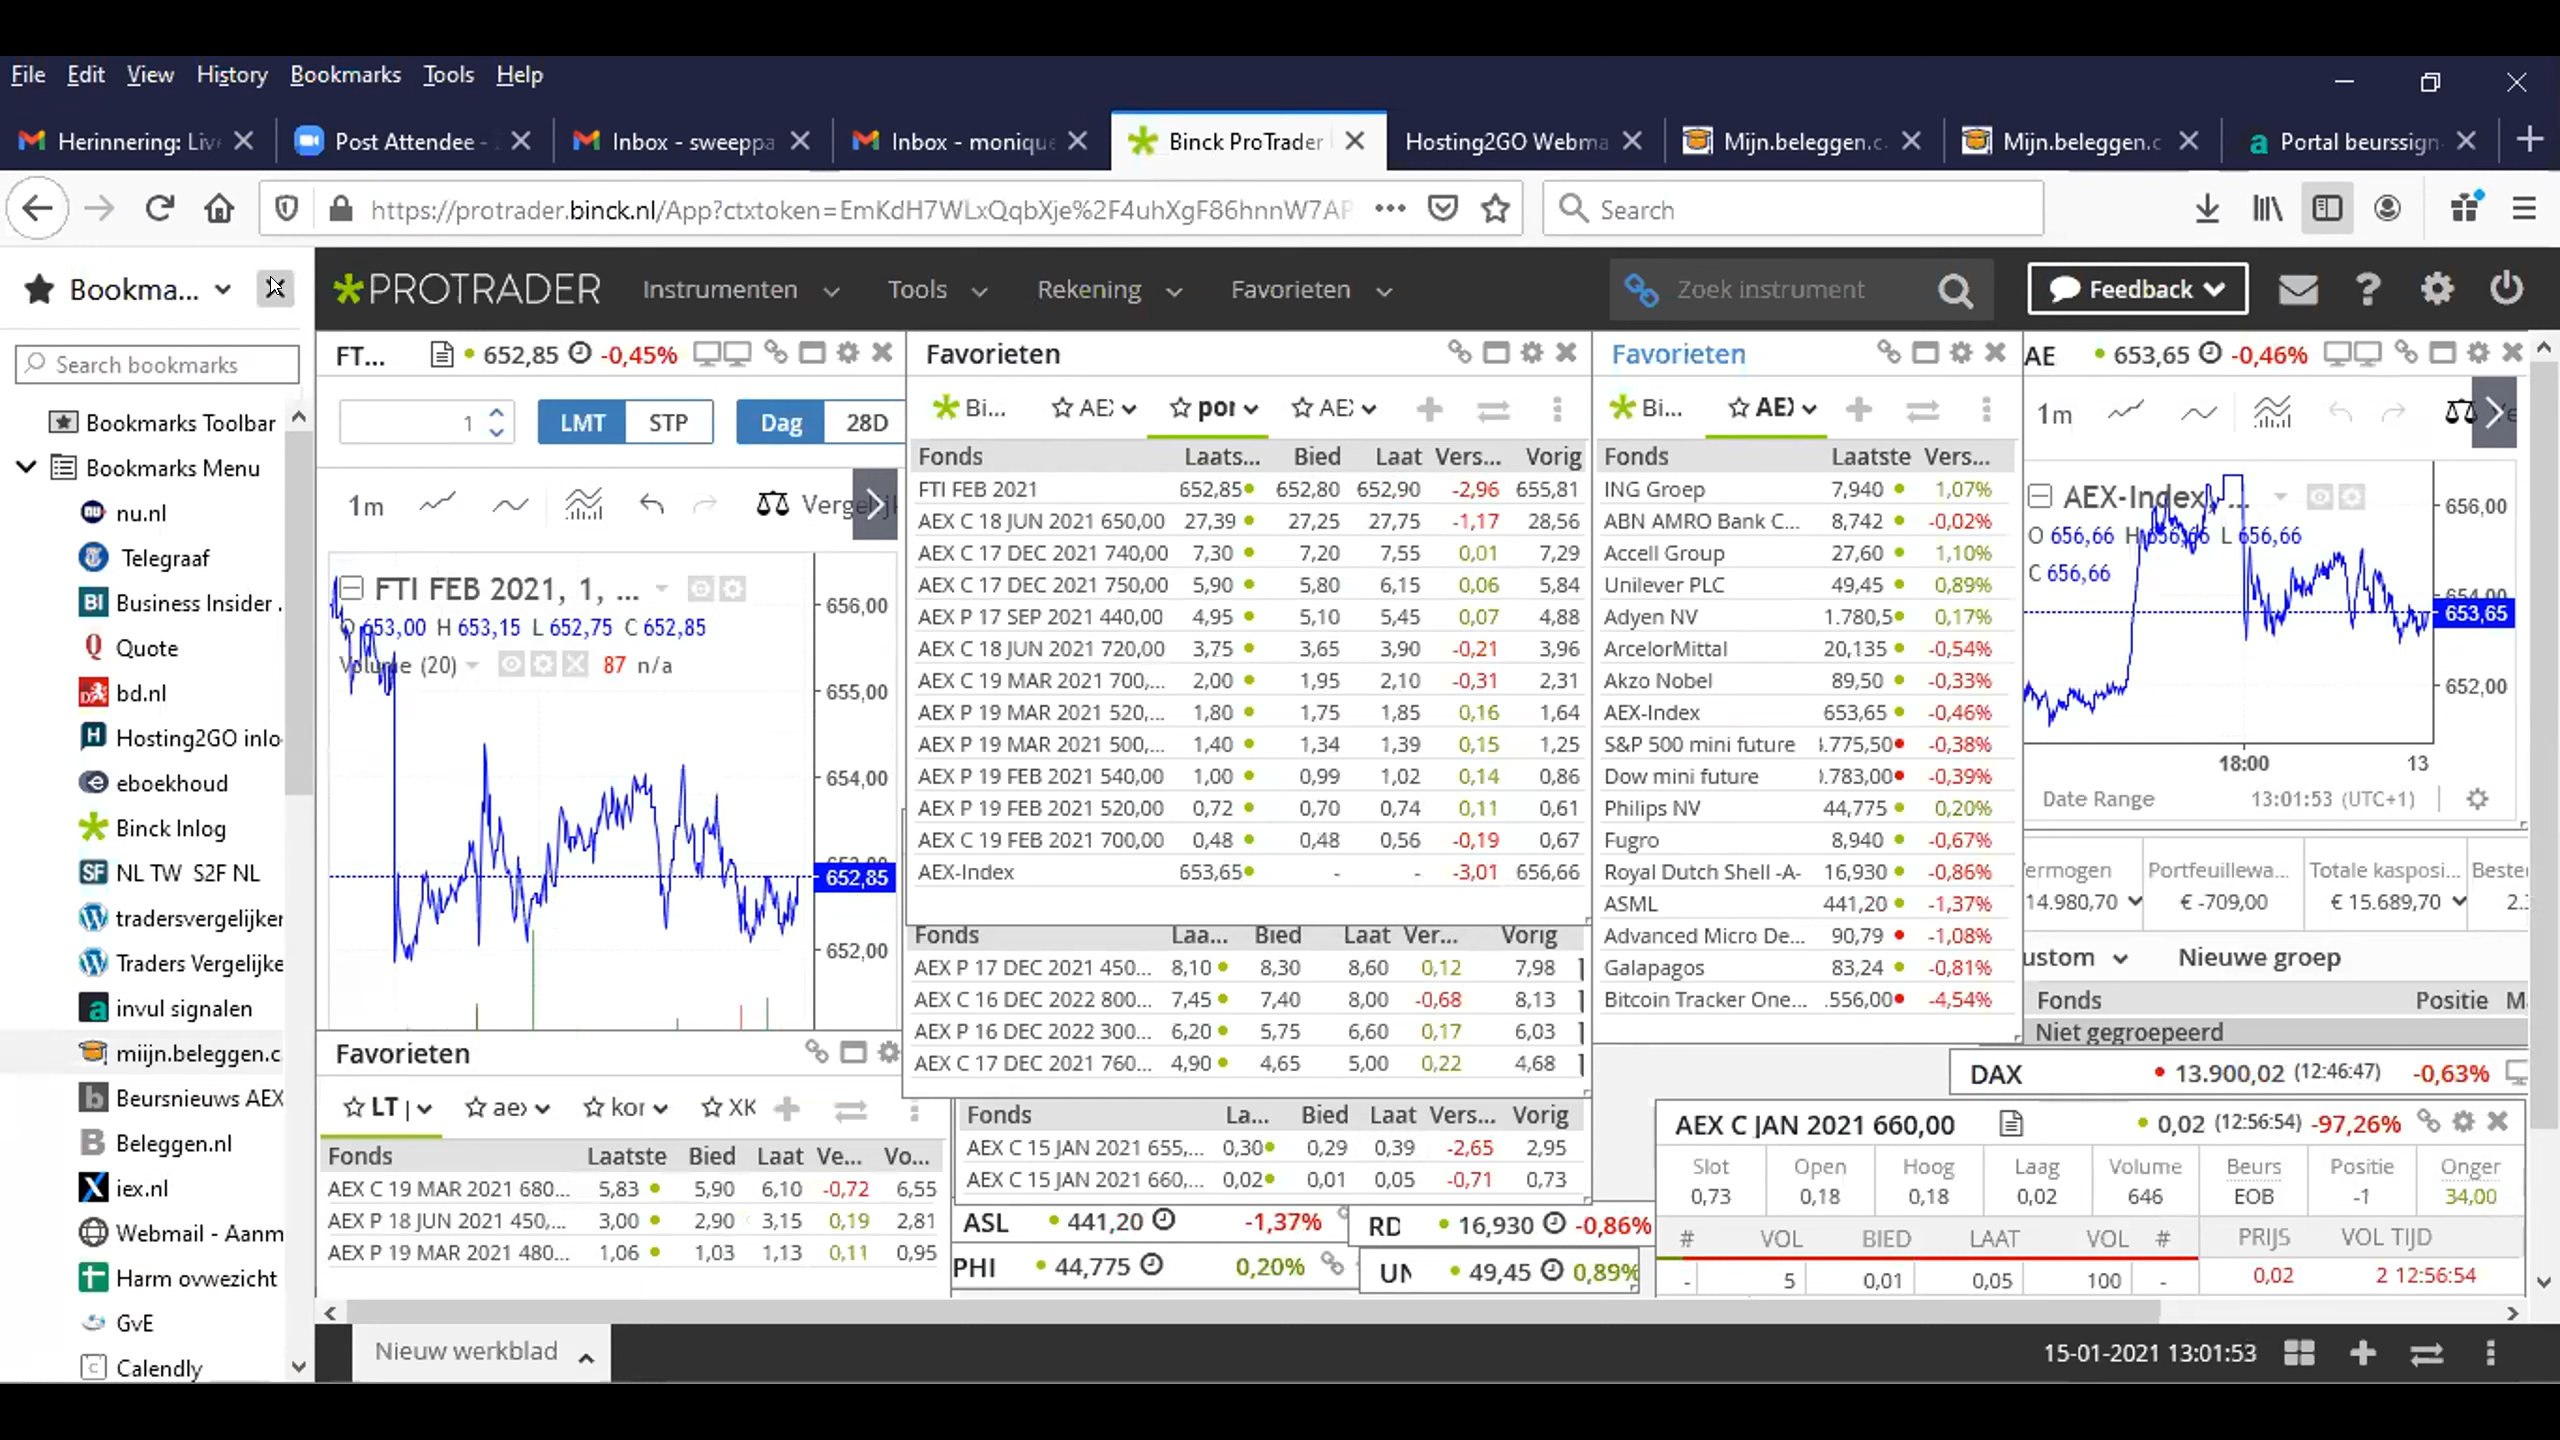 File Edit View History Bookmarks Tools Help
Herinnering: Liv Post Attendee - Inbox - sweeppa Inbox - monique Binck ProTrader Hosting2GO Webma Mijn.beleggen.c Mijn.beleggen.c Portal beurssign
https://protrader.binck.nl/App?ctxtoken=EmKdH7WLxQqbXje%2F4uhXgF86hnnW7AP Search
Bookma...
Search bookmarks
Bookmarks Toolbar
Bookmarks Menu
nu.nl
Telegraaf
Business Insider .
Quote
bd.nl
Hosting2GO inlo
eboekhoud
Binck Inlog
NL TW S2F NL
tradersvergelijker
Traders Vergelijke
invul signalen
miijn.beleggen.c
Beursnieuws AEX
Beleggen.nl
iex.nl
Webmail - Aanm
Harm ovwezicht
GvE
Calendly
PROTRADER Instrumenten Tools Rekening Favorieten Zoek instrument Feedback
FT... 652,85 -0,45%
1 LMT STP Dag 28D
1m Vergelijk
FTI FEB 2021, 1, ...
O 653,00 H 653,15 L 652,75 C 652,85
Volume (20) 87 n/a
656,00
655,00
654,00
652,85
652,00
Favorieten
LT aex kor XK
Fonds Laatste Bied Laat Ve... Vo...
AEX C 19 MAR 2021 680... 5,83 5,90 6,10 -0,72 6,55
AEX P 18 JUN 2021 450,... 3,00 2,90 3,15 0,19 2,81
AEX P 19 MAR 2021 480... 1,06 1,03 1,13 0,11 0,95
Favorieten
Bi... AEX por AEX
Fonds Laats... Bied Laat Vers... Vorig
FTI FEB 2021 652,85 652,80 652,90 -2,96 655,81
AEX C 18 JUN 2021 650,00 27,39 27,25 27,75 -1,17 28,56
AEX C 17 DEC 2021 740,00 7,30 7,20 7,55 0,01 7,29
AEX C 17 DEC 2021 750,00 5,90 5,80 6,15 0,06 5,84
AEX P 17 SEP 2021 440,00 4,95 5,10 5,45 0,07 4,88
AEX C 18 JUN 2021 720,00 3,75 3,65 3,90 -0,21 3,96
AEX C 19 MAR 2021 700,... 2,00 1,95 2,10 -0,31 2,31
AEX P 19 MAR 2021 520,... 1,80 1,75 1,85 0,16 1,64
AEX P 19 MAR 2021 500,... 1,40 1,34 1,39 0,15 1,25
AEX P 19 FEB 2021 540,00 1,00 0,99 1,02 0,14 0,86
AEX P 19 FEB 2021 520,00 0,72 0,70 0,74 0,11 0,61
AEX C 19 FEB 2021 700,00 0,48 0,48 0,56 -0,19 0,67
AEX-Index 653,65 - - -3,01 656,66
Fonds Laa... Bied Laat Ver... Vorig
AEX P 17 DEC 2021 450... 8,10 8,30 8,60 0,12 7,98
AEX C 16 DEC 2022 800... 7,45 7,40 8,00 -0,68 8,13
AEX P 16 DEC 2022 300... 6,20 5,75 6,60 0,17 6,03
AEX C 17 DEC 2021 760... 4,90 4,65 5,00 0,22 4,68
Fonds La... Bied Laat Vers... Vorig
AEX C 15 JAN 2021 655,... 0,30 0,29 0,39 -2,65 2,95
AEX C 15 JAN 2021 660,... 0,02 0,01 0,05 -0,71 0,73
ASL 441,20 -1,37%
RD 16,930 -0,86%
PHI 44,775 0,20%
UN 49,45 0,89%
Favorieten
Bi... AEX
Fonds Laatste Vers...
ING Groep 7,940 1,07%
ABN AMRO Bank C... 8,742 -0,02%
Accell Group 27,60 1,10%
Unilever PLC 49,45 0,89%
Adyen NV 1.780,5 0,17%
ArcelorMittal 20,135 -0,54%
Akzo Nobel 89,50 -0,33%
AEX-Index 653,65 -0,46%
S&P 500 mini future .775,50 -0,38%
Dow mini future .783,00 -0,39%
Philips NV 44,775 0,20%
Fugro 8,940 -0,67%
Royal Dutch Shell -A- 16,930 -0,86%
ASML 441,20 -1,37%
Advanced Micro De... 90,79 -1,08%
Galapagos 83,24 -0,81%
Bitcoin Tracker One... .556,00 -4,54%
AE 653,65 -0,46%
1m
AEX-Index, ...
O 656,66 H 656,66 L 656,66
C 656,66
656,00
654,00
653,65
652,00
18:00 13
Date Range 13:01:53 (UTC+1)
ermogen Portfeuillewa... Totale kasposi... Beste
14.980,70 € -709,00 € 15.689,70 2.
ustom Nieuwe groep
Fonds Positie M
Niet gegroepeerd
DAX 13.900,02 (12:46:47) -0,63%
AEX C JAN 2021 660,00 0,02 (12:56:54) -97,26%
Slot Open Hoog Laag Volume Beurs Positie Onger
0,73 0,18 0,18 0,02 646 EOB -1 34,00
# VOL BIED LAAT VOL # PRIJS VOL TIJD
- 5 0,01 0,05 100 - 0,02 2 12:56:54
Nieuw werkblad 15-01-2021 13:01:53